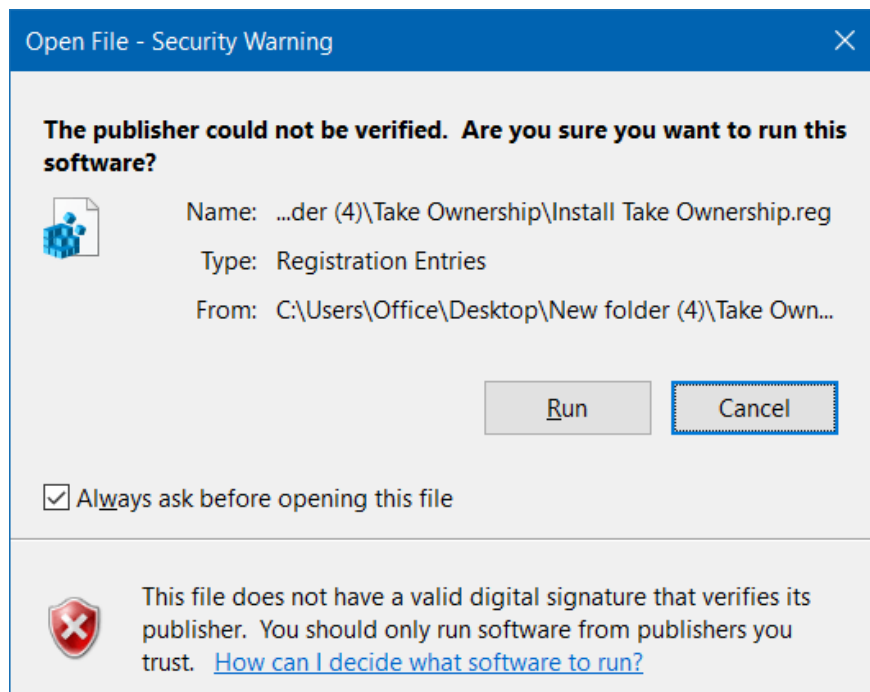 Open File - Security Warning
The publisher could not be verified.  Are you sure you want to run this
software?
Name: ...der (4)\Take Ownership\Install Take Ownership.reg
Type: Registration Entries
From: C:\Users\Office\Desktop\New folder (4)\Take Own...
Run
Cancel
Always ask before opening this file
This file does not have a valid digital signature that verifies its
publisher.  You should only run software from publishers you
trust.  How can I decide what software to run?